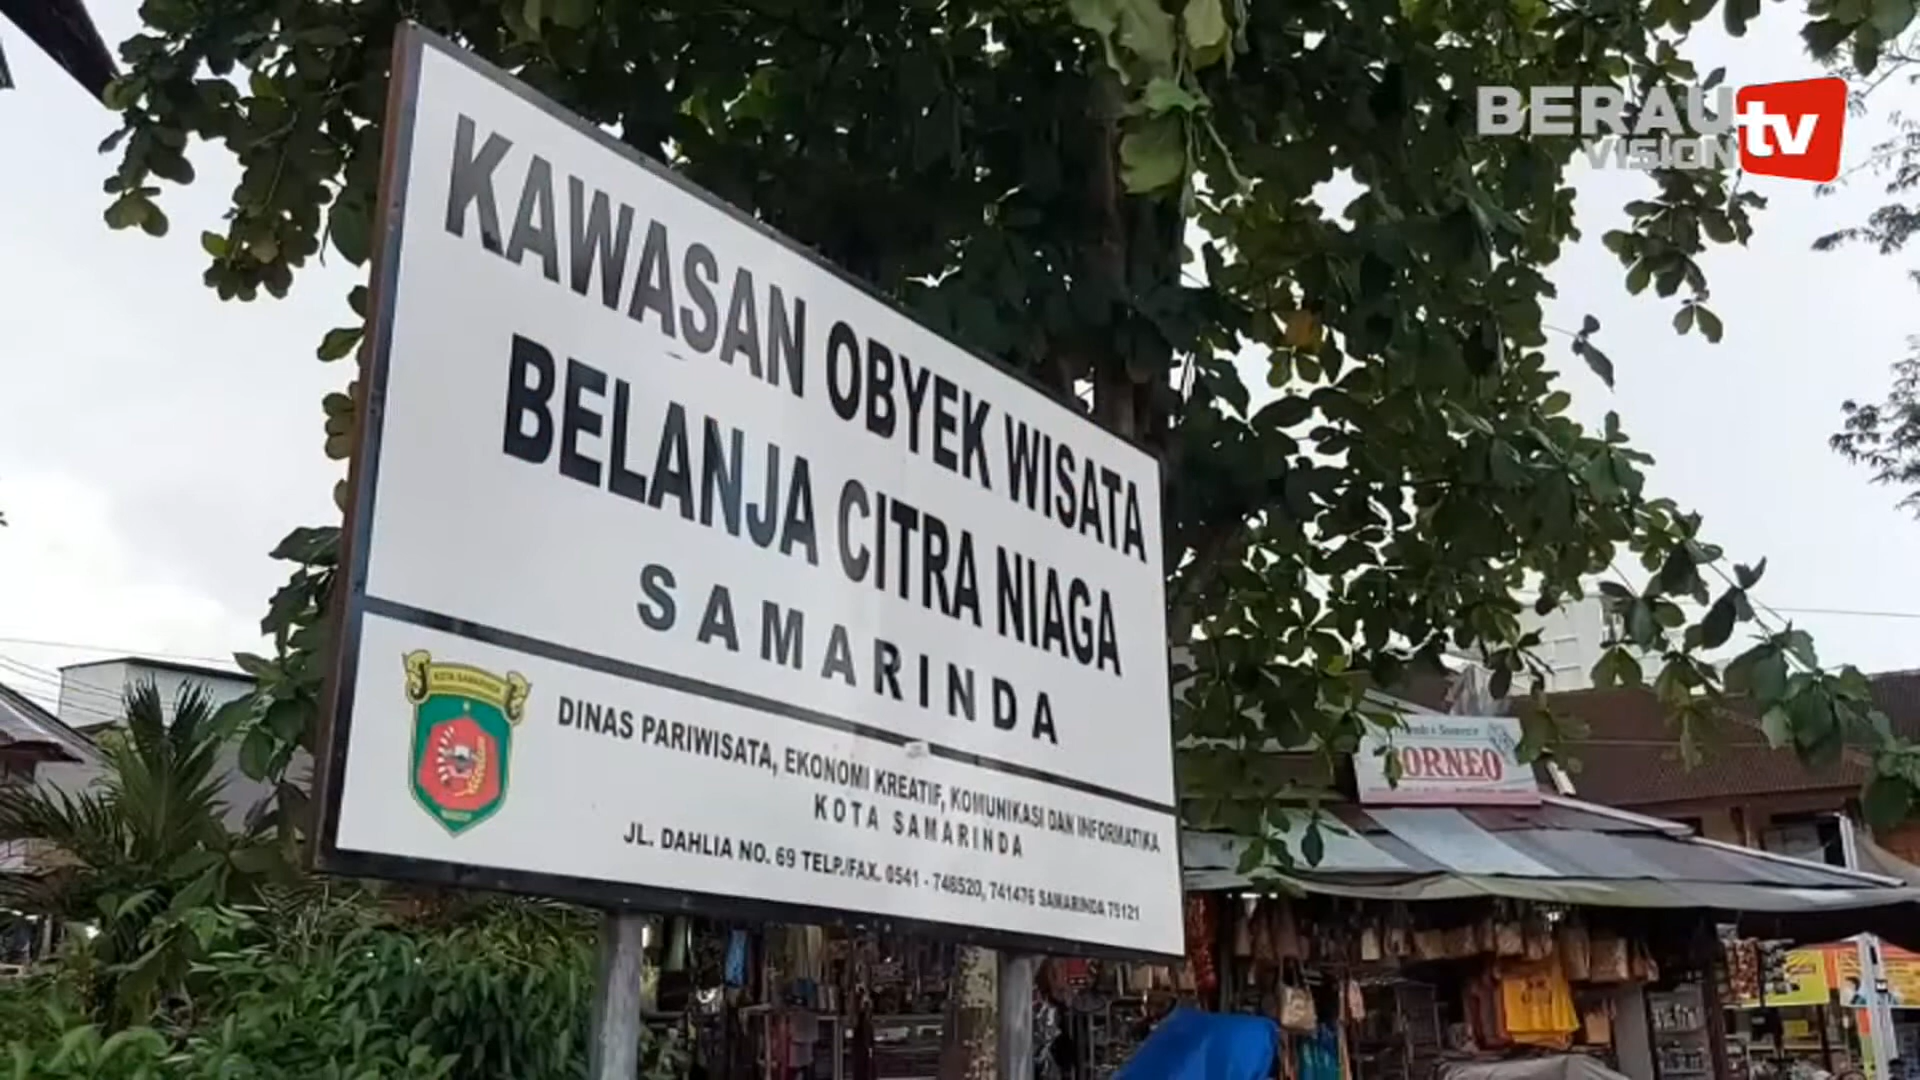 BERAU tv
VISION
KAWASAN OBYEK WISATA
BELANJA CITRA NIAGA
SAMARINDA
KOTA SAMARINDA
DINAS PARIWISATA, EKONOMI KREATIF, KOMUNIKASI DAN INFORMATIKA
KOTA SAMARINDA
JL. DAHLIA NO. 69 TELP./FAX. 0541 - 746520, 741476 SAMARINDA 75121
BORNEO